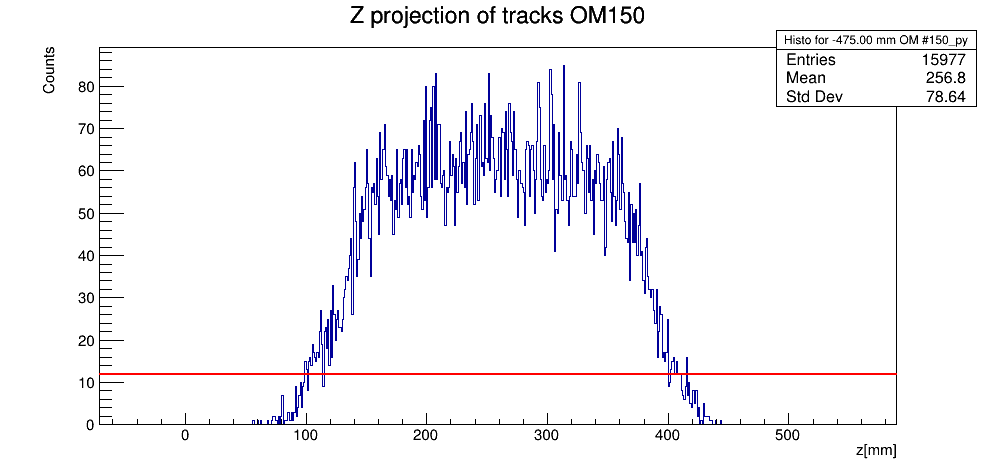 Z projection of tracks OM150
Histo for -475.00 mm OM #150_py
Entries 15977
Mean 256.8
Std Dev 78.64
Counts
80
70
60
50
40
30
20
10
0
0 100 200 300 400 500
z[mm]